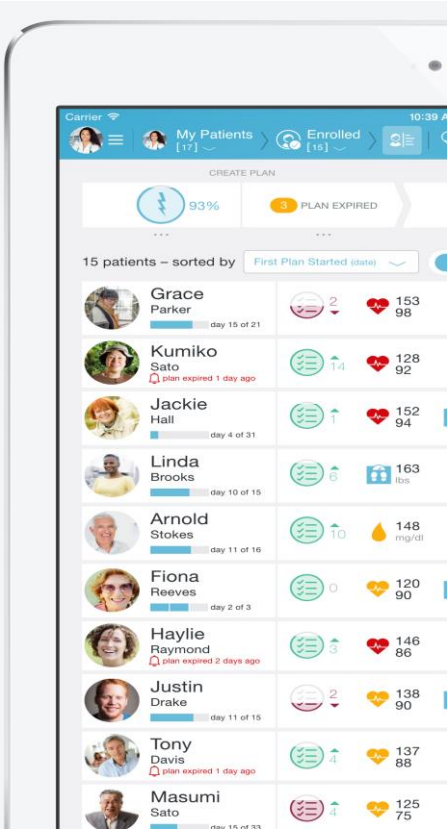 Carrier 10:39 A
My Patients
[17]
Enrolled
[15]
CREATE PLAN
93%
3 PLAN EXPIRED
15 patients – sorted by First Plan Started (date)
Grace
Parker
day 15 of 21
2
153
98
Kumiko
Sato
plan expired 1 day ago
14
128
92
Jackie
Hall
day 4 of 31
1
152
94
Linda
Brooks
day 10 of 15
6
163
lbs
Arnold
Stokes
day 11 of 16
10
148
mg/dl
Fiona
Reeves
day 2 of 3
0
120
90
Haylie
Raymond
plan expired 2 days ago
3
146
86
Justin
Drake
day 11 of 15
2
138
90
Tony
Davis
plan expired 1 day ago
4
137
88
Masumi
Sato
day 15 of 33
4
125
75